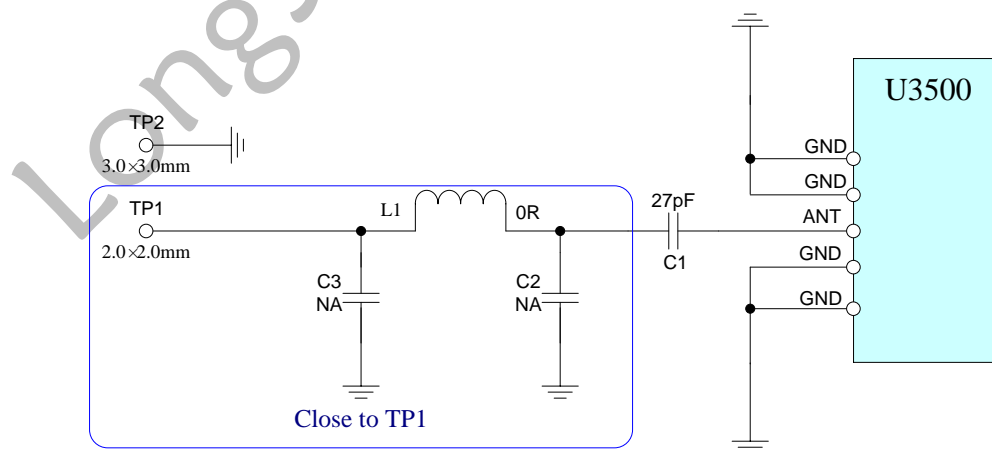 Longs
U3500
TP2
3.0×3.0mm
TP1
2.0×2.0mm
L1
0R
27pF
C1
GND
GND
ANT
GND
GND
C3
NA
C2
NA
Close to TP1